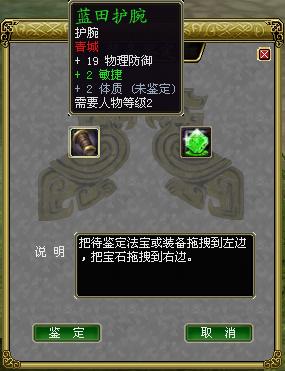 蓝田护腕
护腕
青城
+ 19 物理防御
+ 2 敏捷
+ 2 体质 (未鉴定)
需要人物等级2
说 明
把待鉴定法宝或装备拖拽到左边
，把宝石拖拽到右边。
鉴 定
取 消